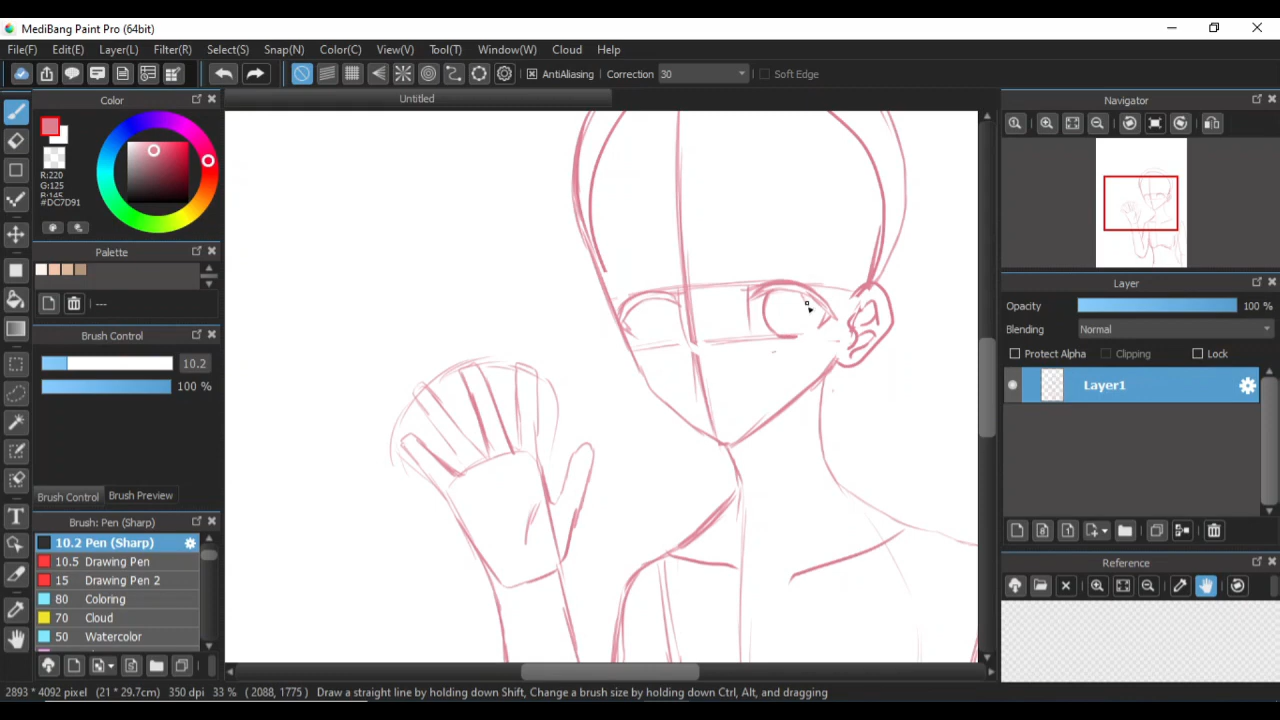 MediBang Paint Pro (64bit)
File(F) Edit(E) Layer(L) Filter(R) Select(S) Snap(N) Color(C) View(V) Tool(T) Window(W) Cloud Help
AntiAliasing Correction 30 Soft Edge
Color
R:220
G:125
B:145
#DC7D91
Palette
---
Brush Control
10.2
100 %
Brush Control Brush Preview
Brush: Pen (Sharp)
10.2 Pen (Sharp)
10.5 Drawing Pen
15 Drawing Pen 2
80 Coloring
70 Cloud
50 Watercolor
Untitled
Navigator
Layer
Opacity 100 %
Blending Normal
Protect Alpha Clipping Lock
Layer1
Reference
T
2893 * 4092 pixel (21 * 29.7cm) 350 dpi 33 % ( 2088, 1775 ) Draw a straight line by holding down Shift, Change a brush size by holding down Ctrl, Alt, and dragging